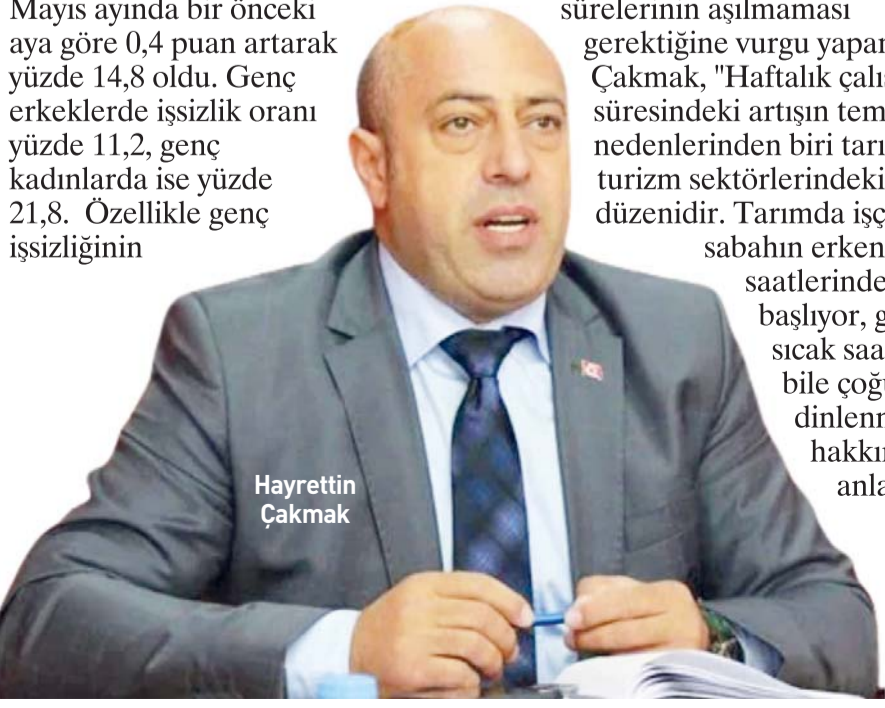 Mayıs ayında bir önceki
aya göre 0,4 puan artarak
yüzde 14,8 oldu. Genç
erkeklerde işsizlik oranı
yüzde 11,2, genç
kadınlarda ise yüzde
21,8. Özellikle genç
işsizliğinin
sürelerinin aşılmaması
gerektiğine vurgu yapan
Çakmak, "Haftalık
süresindeki artışın
nedenlerinden biri
turizm sektörlerindeki
düzenidir. Tarımda
sabahın erken
saatlerinde
başlıyor,
sıcak
bile
Hayrettin
Çakmak